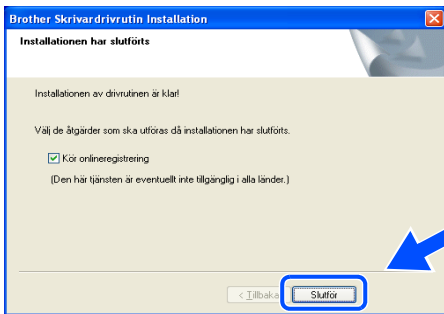 Brother Skrivardrivrutin Installation
Installationen har slutförts
Installationen av drivrutinen är klar!
Välj de åtgärder som ska utföras då installationen har slutförts.
Kör onlineregistrering
(Den här tjänsten är eventuellt inte tillgänglig i alla länder.)
< Tillbaka Slutför